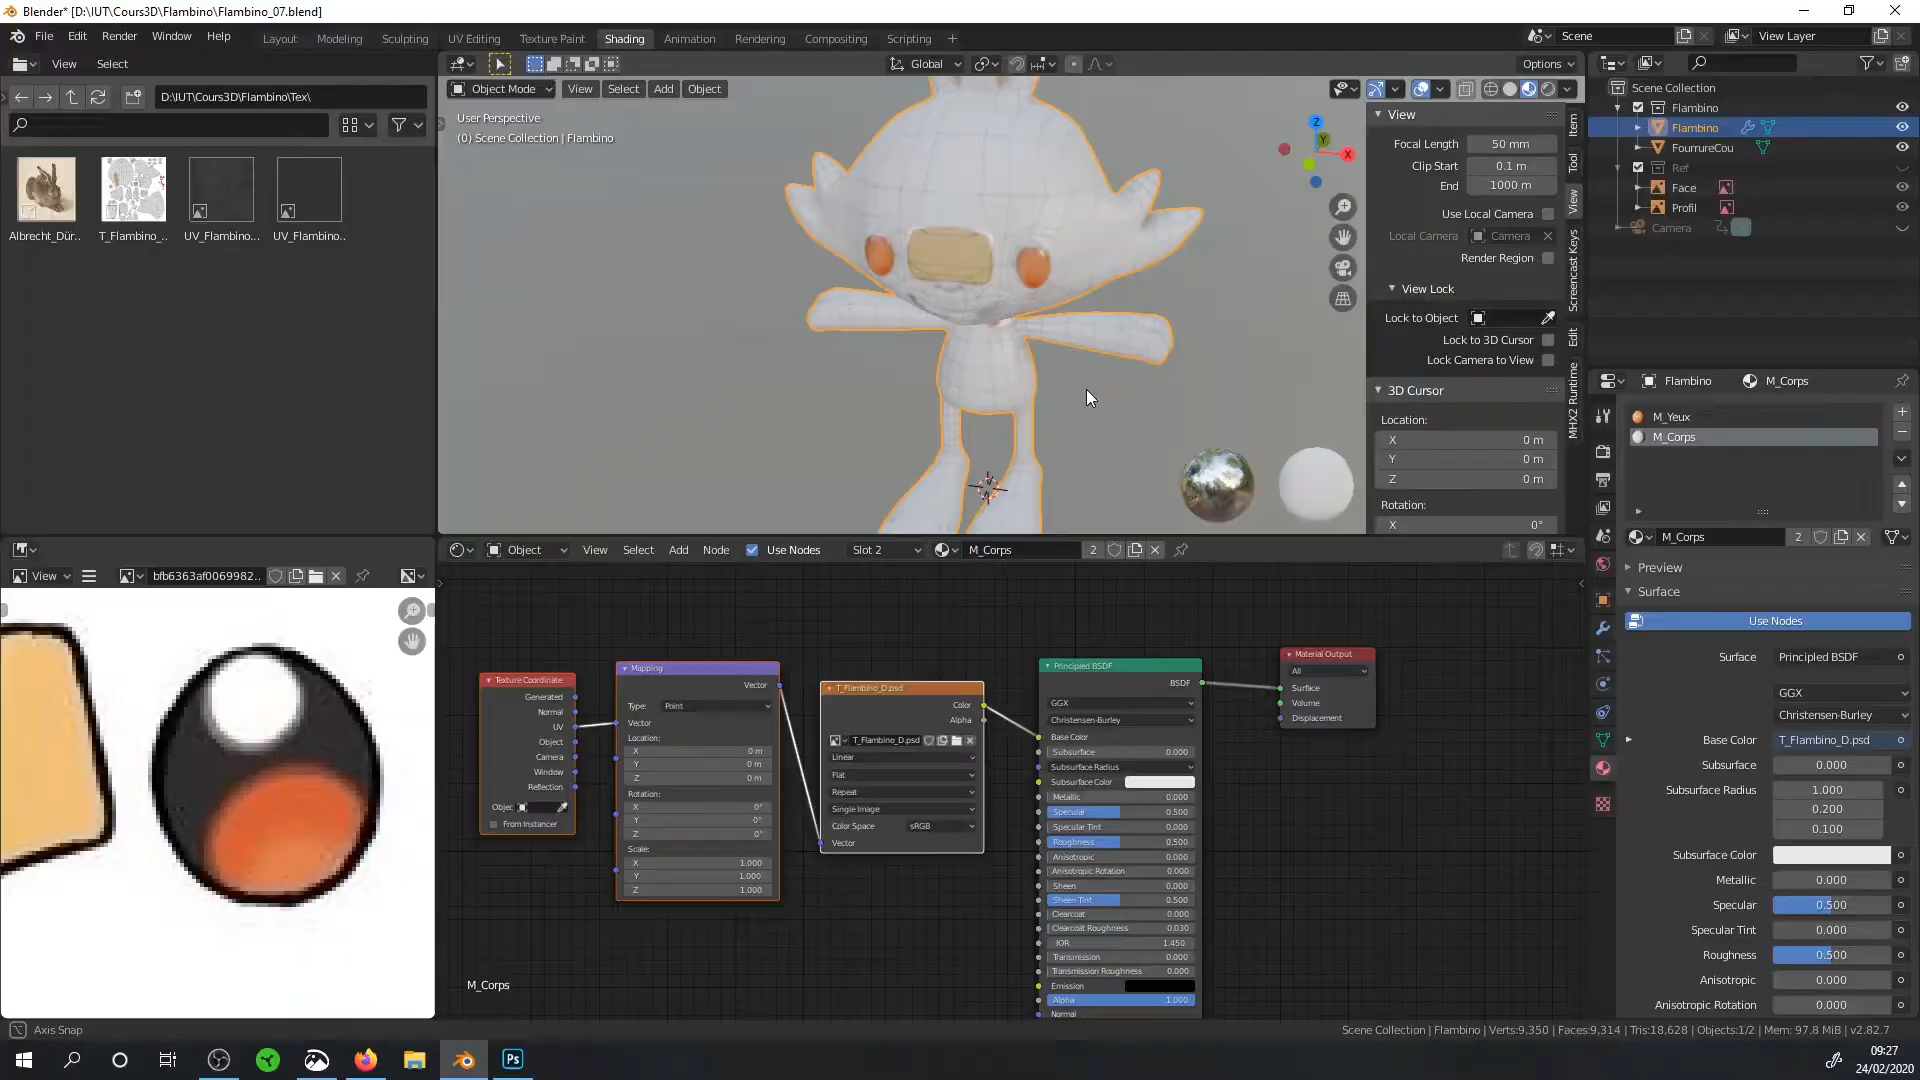 Blender* [D:\IUT\Cours3D\Flambino\Flambino_07.blend]
File Edit Render Window Help
Layout Modeling Sculpting UV Editing Texture Paint Shading Animation Rendering Compositing Scripting
Scene
View Layer
View Select
Global
Options
D:\IUT\Cours3D\Flambino\Tex\
Object Mode View Select Add Object
Albrecht_Dür...
T_Flambino_..
UV_Flambino...
UV_Flambino..
User Perspective
(0) Scene Collection | Flambino
Z
Y
X
View
Focal Length 50 mm
Clip Start 0.1 m
End 1000 m
Use Local Camera
Local Camera Camera
Render Region
View Lock
Lock to Object
Lock to 3D Cursor
Lock Camera to View
3D Cursor
Location:
X 0 m
Y 0 m
Z 0 m
Rotation:
X 0°
Item
Tool
View
Screencast Keys
Edit
MHX2 Runtime
Scene Collection
Flambino
Flambino
FourrureCou
Ref
Face
Profil
Camera
Flambino M_Corps
M_Yeux
M_Corps
M_Corps 2
Preview
Surface
Use Nodes
Surface Principled BSDF
GGX
Christensen-Burley
Base Color T_Flambino_D.psd
Subsurface 0.000
Subsurface Radius 1.000
0.200
0.100
Subsurface Color
Metallic 0.000
Specular 0.500
Specular Tint 0.000
Roughness 0.500
Anisotropic 0.000
Anisotropic Rotation 0.000
View bfb6363af0069982..
Object View Select Add Node Use Nodes Slot 2 M_Corps 2
Texture Coordinate
Generated
Normal
UV
Object
Camera
Window
Reflection
Objec
From Instancer
Mapping
Vector
Type: Point
Vector
Location:
X 0 m
Y 0 m
Z 0 m
Rotation:
X 0°
Y 0°
Z 0°
Scale:
X 1.000
Y 1.000
Z 1.000
T_Flambino_D.psd
Color
Alpha
T_Flambino_D.psd
Linear
Flat
Repeat
Single Image
Color Space sRGB
Vector
Principled BSDF
BSDF
GGX
Christensen-Burley
Base Color
Subsurface 0.000
Subsurface Radius
Subsurface Color
Metallic 0.000
Specular 0.500
Specular Tint 0.000
Roughness 0.500
Anisotropic 0.000
Anisotropic Rotation 0.000
Sheen 0.000
Sheen Tint 0.500
Clearcoat 0.000
Clearcoat Roughness 0.030
IOR 1.450
Transmission 0.000
Transmission Roughness 0.000
Emission
Alpha 1.000
Normal
Material Output
All
Surface
Volume
Displacement
M_Corps
Axis Snap
Scene Collection | Flambino | Verts:9,350 | Faces:9,314 | Tris:18,628 | Objects:1/2 | Mem: 97.8 MiB | v2.82.7
Ps
09:27
24/02/2020